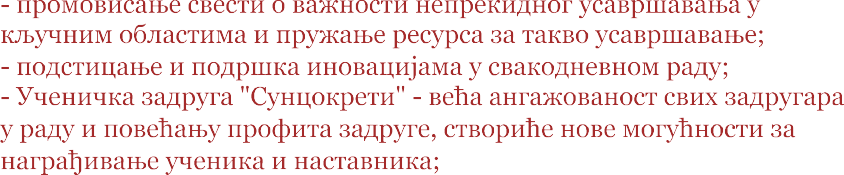 - промовисање свести о важности непрекидног усавршавања у
кључним областима и пружање ресурса за такво усавршавање;
- подстицање и подршка иновацијама у свакодневном раду;
- Ученичка задруга "Сунцокрети" - већа ангажованост свих задругара
у раду и повећању профита задруге, створиће нове могућности за
награђивање ученика и наставника;